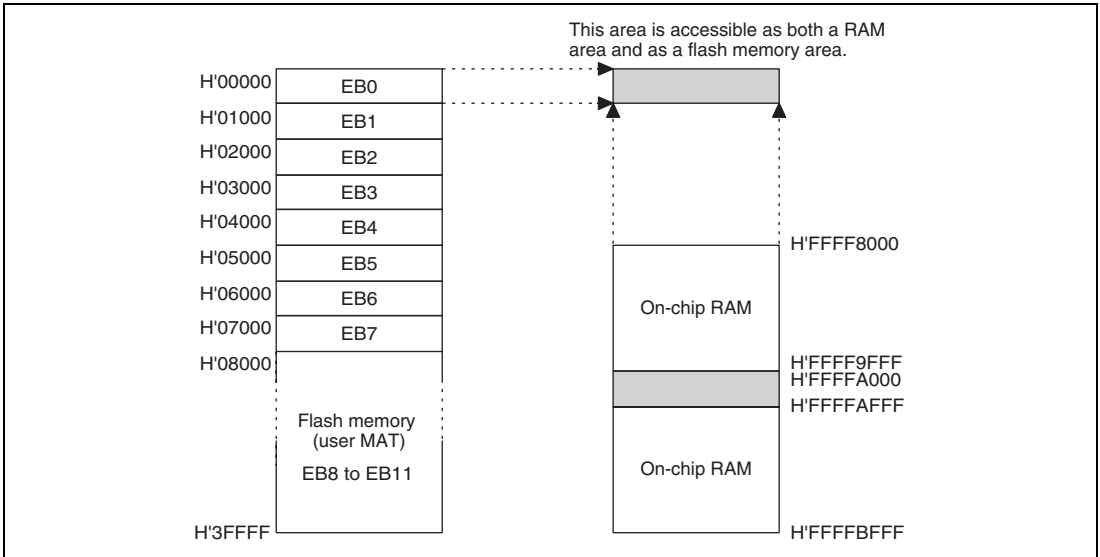 This area is accessible as both a RAM
area and as a flash memory area.
H'00000
EB0
H'01000
EB1
H'02000
EB2
H'03000
EB3
H'04000
EB4
H'05000
EB5
H'06000
EB6
H'07000
EB7
H'08000
Flash memory
(user MAT)
EB8 to EB11
H'3FFFF
H'FFFF8000
On-chip RAM
H'FFFF9FFF
H'FFFFA000
H'FFFFAFFF
On-chip RAM
H'FFFFBFFF